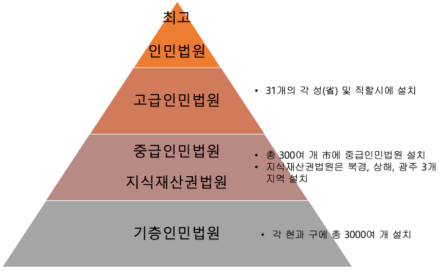 최고
인민법원
고급인민법원
• 31개의 각 성(省) 및 직할시에 설치
중급인민법원
지식재산권법원
• 총 300여 개 市에 중급인민법원 설치
• 지식재산권법원은 북경, 상해, 광주 3개
지역 설치
기층인민법원
• 각 현과 구에 총 3000여 개 설치